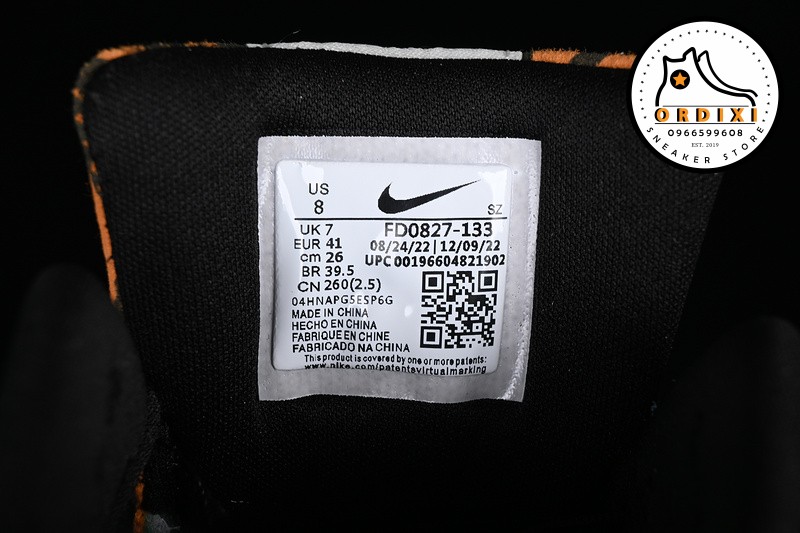 US
8
SZ
UK 7
EUR 41
cm 26
BR 39.5
CN 260(2.5)
FD0827-133
08/24/22 | 12/09/22
UPC 00196604821902
04HNAPG5ESP6G
MADE IN CHINA
HECHO EN CHINA
FABRIQUE EN CHINE
FABRICADO NA CHINA
This product is covered by one or more patents:
www.nike.com/patentsvirtualmarking
ORDIXI
0966599608
EST. 2019
SNEAKER STORE